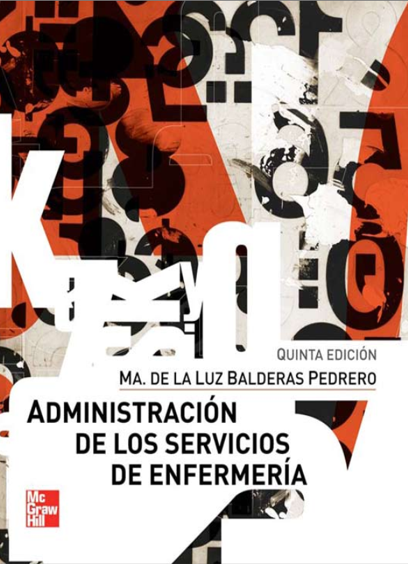 QUINTA EDICIÓN
MA. DE LA LUZ BALDERAS PEDRERO
ADMINISTRACIÓN
DE LOS SERVICIOS
DE ENFERMERÍA
Mc
Graw
Hill